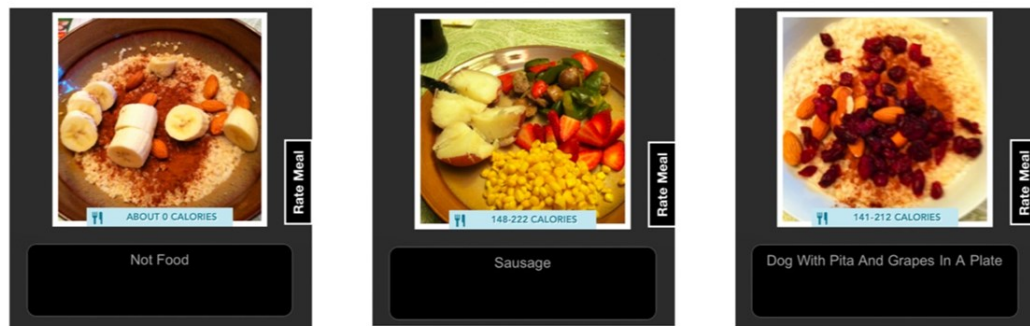 ABOUT 0 CALORIES
Rate Meal
Not Food
148-222 CALORIES
Rate Meal
Sausage
141-212 CALORIES
Rate Meal
Dog With Pita And Grapes In A Plate